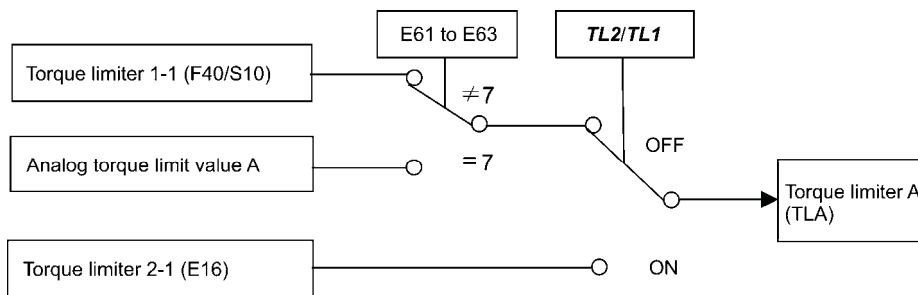 E61 to E63
TL2/TL1
Torque limiter 1-1 (F40/S10)
≠7
Analog torque limit value A
=7
OFF
Torque limiter A
(TLA)
Torque limiter 2-1 (E16)
ON